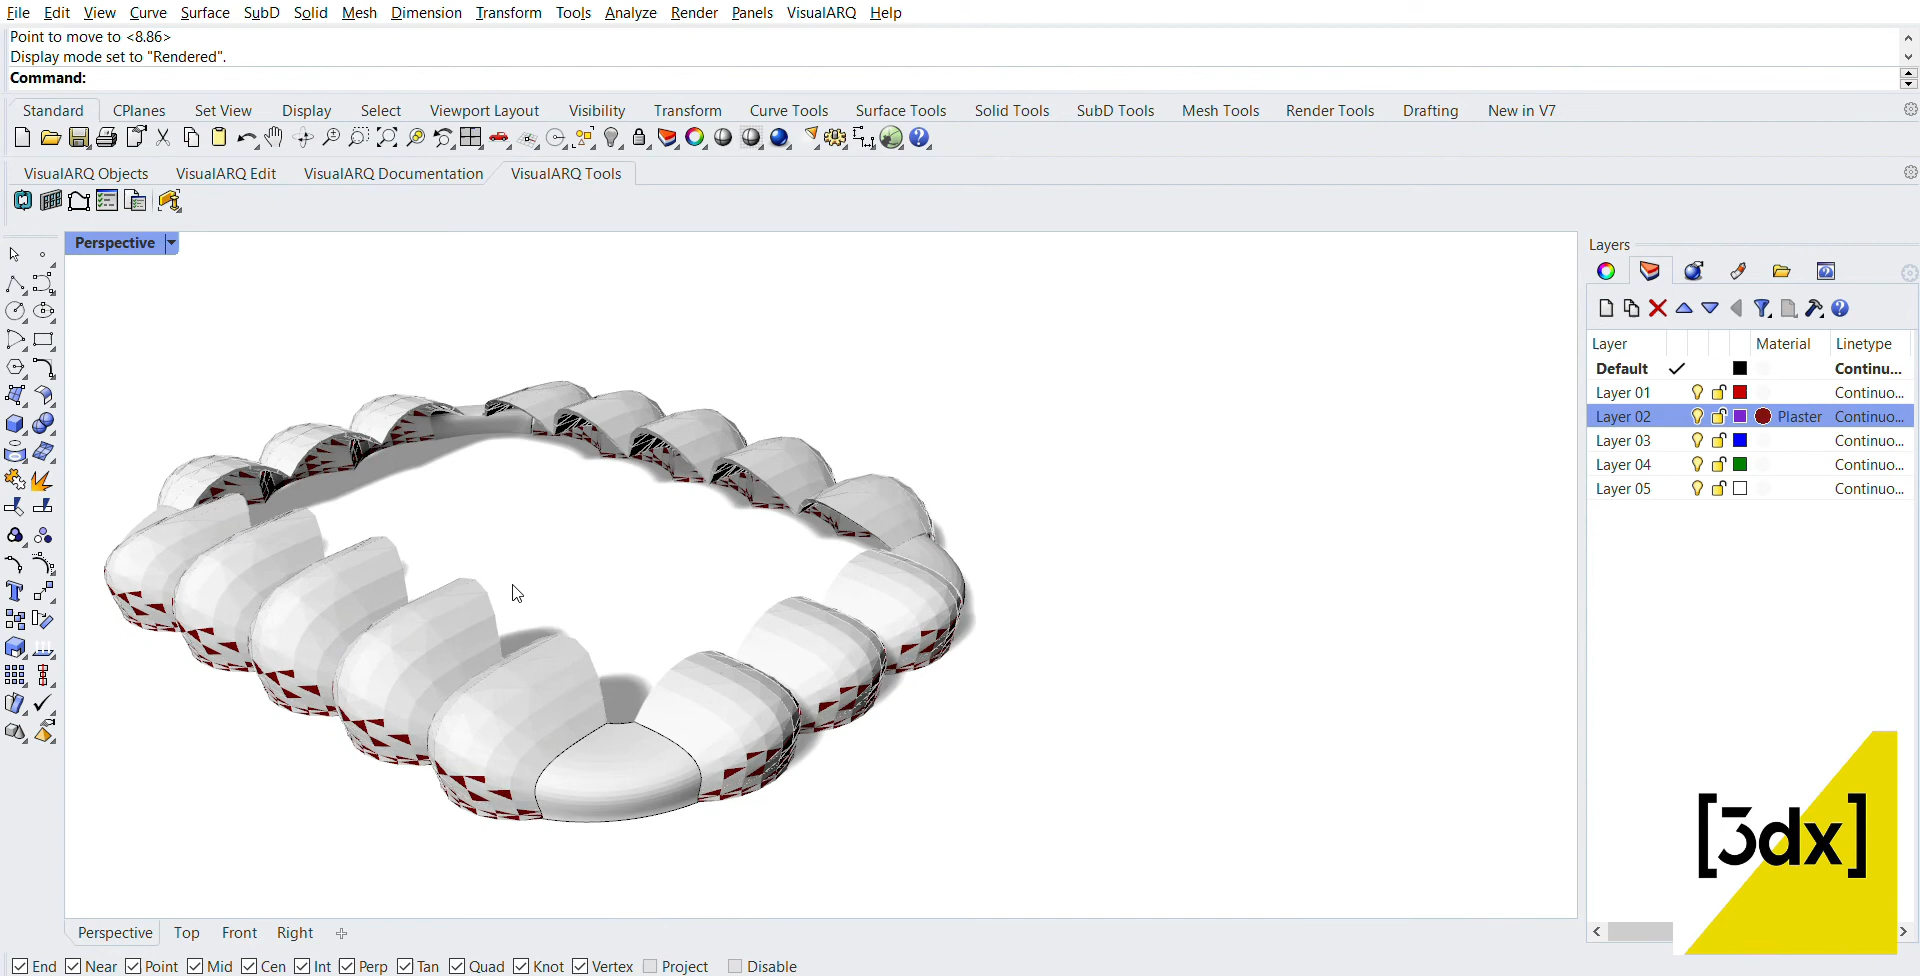 File Edit View Curve Surface SubD Solid Mesh Dimension Transform Tools Analyze Render Panels VisualARQ Help
Point to move to <8.86>
Display mode set to "Rendered".
Command:
Standard CPlanes Set View Display Select Viewport Layout Visibility Transform Curve Tools Surface Tools Solid Tools SubD Tools Mesh Tools Render Tools Drafting New in V7
VisualARQ Objects VisualARQ Edit VisualARQ Documentation VisualARQ Tools
Perspective
Layers
Layer Material Linetype
Default Continu...
Layer 01 Continuo...
Layer 02 Plaster Continuo...
Layer 03 Continuo...
Layer 04 Continuo...
Layer 05 Continuo...
[3dx]
Perspective Top Front Right
End Near Point Mid Cen Int Perp Tan Quad Knot Vertex Project Disable